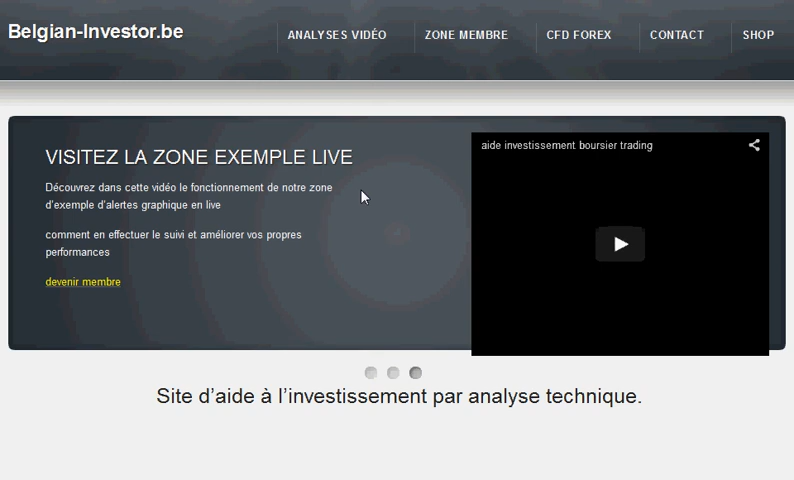 Belgian-Investor.be
ANALYSES VIDÉO
ZONE MEMBRE
CFD FOREX
CONTACT
SHOP
VISITEZ LA ZONE EXEMPLE LIVE
Découvrez dans cette vidéo le fonctionnement de notre zone
d'exemple d'alertes graphique en live
comment en effectuer le suivi et améliorer vos propres
performances
devenir membre
aide investissement boursier trading
Site d'aide à l'investissement par analyse technique.